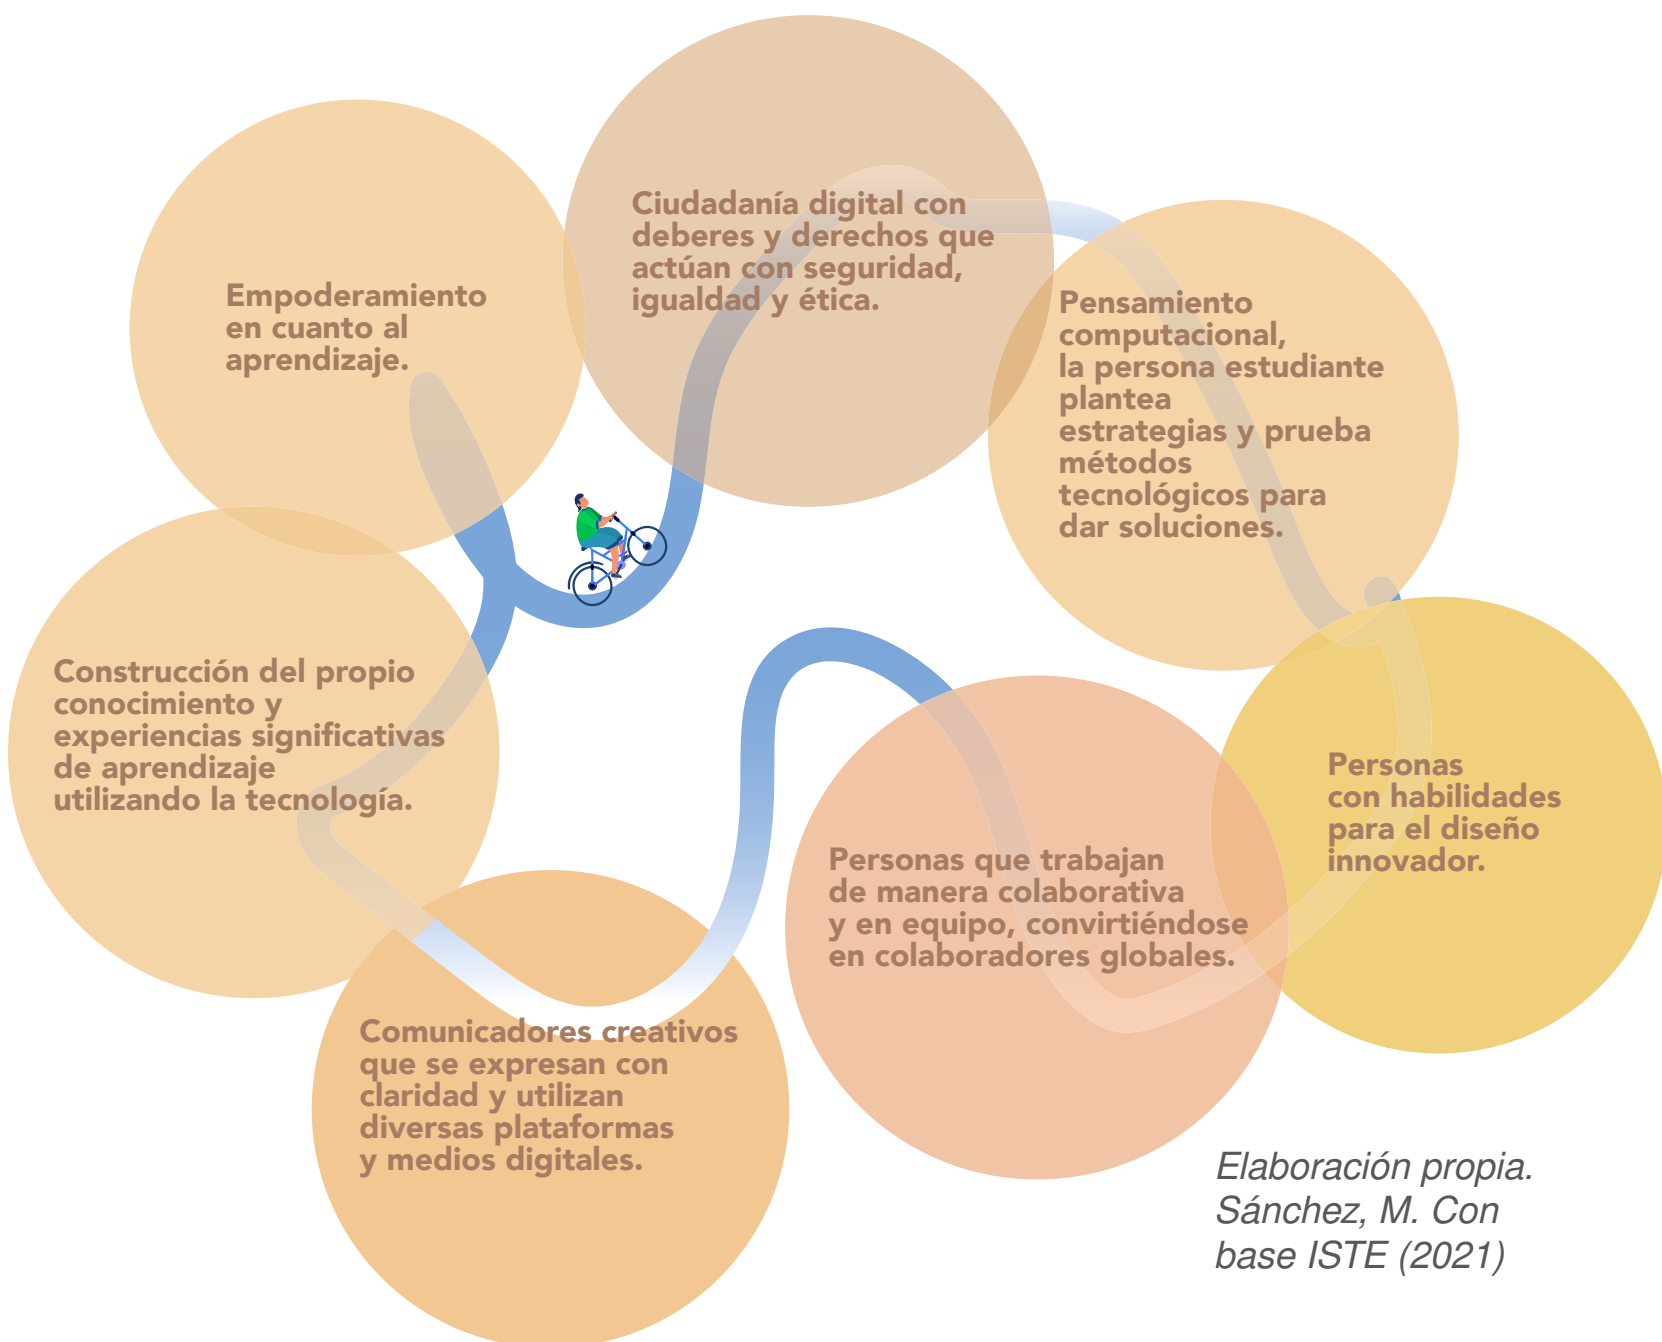 Empoderamiento
en cuanto al
aprendizaje.
Ciudadanía digital con
deberes y derechos que
actúan con seguridad,
igualdad y ética.
Pensamiento
computacional,
la persona estudiante
plantea
estrategias y prueba
métodos
tecnológicos para
dar soluciones.
Construcción del propio
conocimiento y
experiencias significativas
de aprendizaje
utilizando la tecnología.
Personas
con habilidades
para el diseño
innovador.
Personas que trabajan
de manera colaborativa
y en equipo, convirtiéndose
en colaboradores globales.
Comunicadores creativos
que se expresan con
claridad y utilizan
diversas plataformas
y medios digitales.
Elaboración propia.
Sánchez, M. Con
base ISTE (2021)